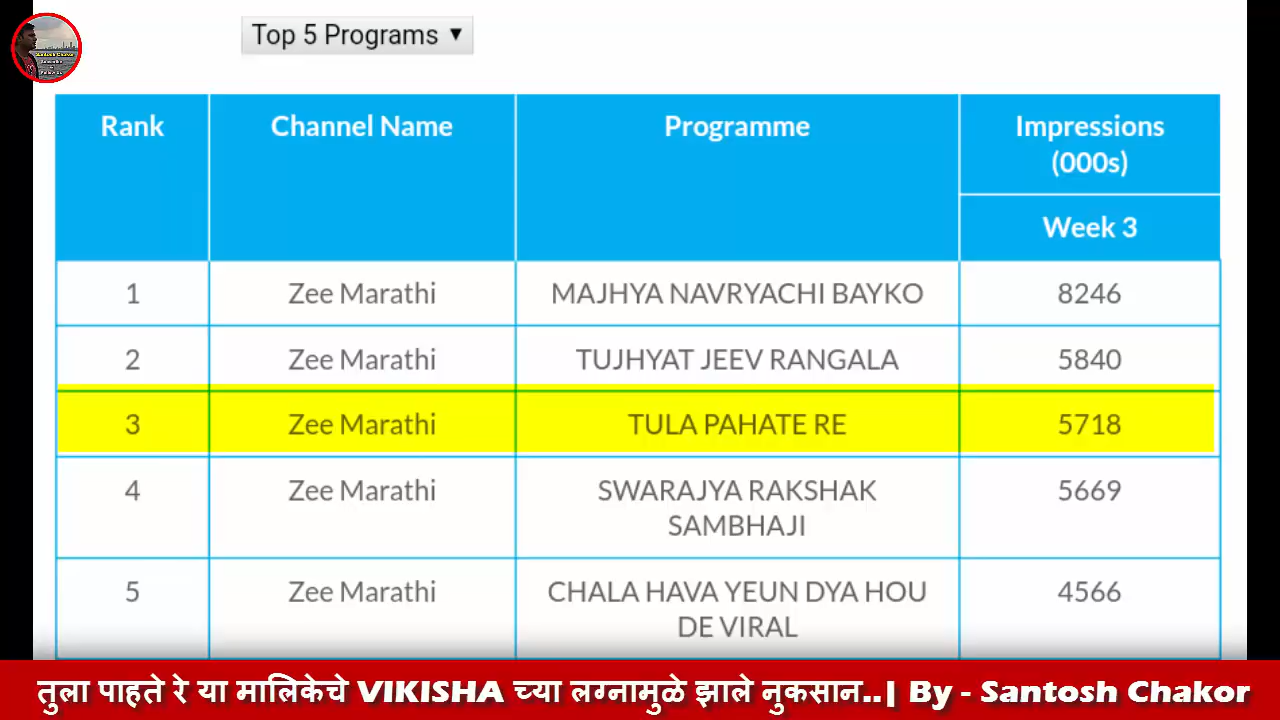 Top 5 Programs ▼
Rank Channel Name Programme Impressions
(000s)
Week 3
1 Zee Marathi MAJHYA NAVRYACHI BAYKO 8246
2 Zee Marathi TUJHYAT JEEV RANGALA 5840
3 Zee Marathi TULA PAHATE RE 5718
4 Zee Marathi SWARAJYA RAKSHAK 5669
SAMBHAJI
5 Zee Marathi CHALA HAVA YEUN DYA HOU 4566
DE VIRAL
तुला पाहते रे या मालिकेचे VIKISHA च्या लग्नामुळे झाले नुकसान..| By - Santosh Chakor